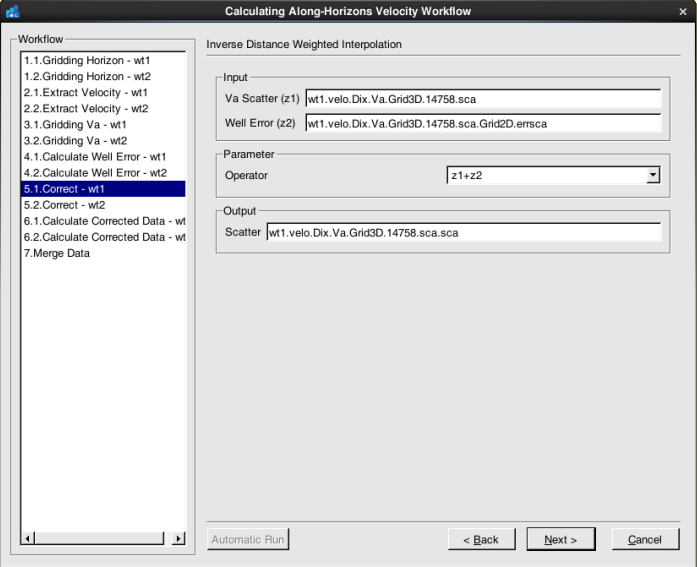 Calculating Along-Horizons Velocity Workflow
Workflow
1.1.Gridding Horizon - wt1
1.2.Gridding Horizon - wt2
2.1.Extract Velocity - wt1
2.2.Extract Velocity - wt2
3.1.Gridding Va - wt1
3.2.Gridding Va - wt2
4.1.Calculate Well Error - wt1
4.2.Calculate Well Error - wt2
5.1.Correct - wt1
5.2.Correct - wt2
6.1.Calculate Corrected Data - wt
6.2.Calculate Corrected Data - wt
7.Merge Data
Inverse Distance Weighted Interpolation
Input
Va Scatter (z1) wt1.velo.Dix.Va.Grid3D.14758.sca
Well Error (z2) wt1.velo.Dix.Va.Grid3D.14758.sca.Grid2D.errsca
Parameter
Operator z1+z2
Output
Scatter wt1.velo.Dix.Va.Grid3D.14758.sca.sca
Automatic Run < Back Next > Cancel